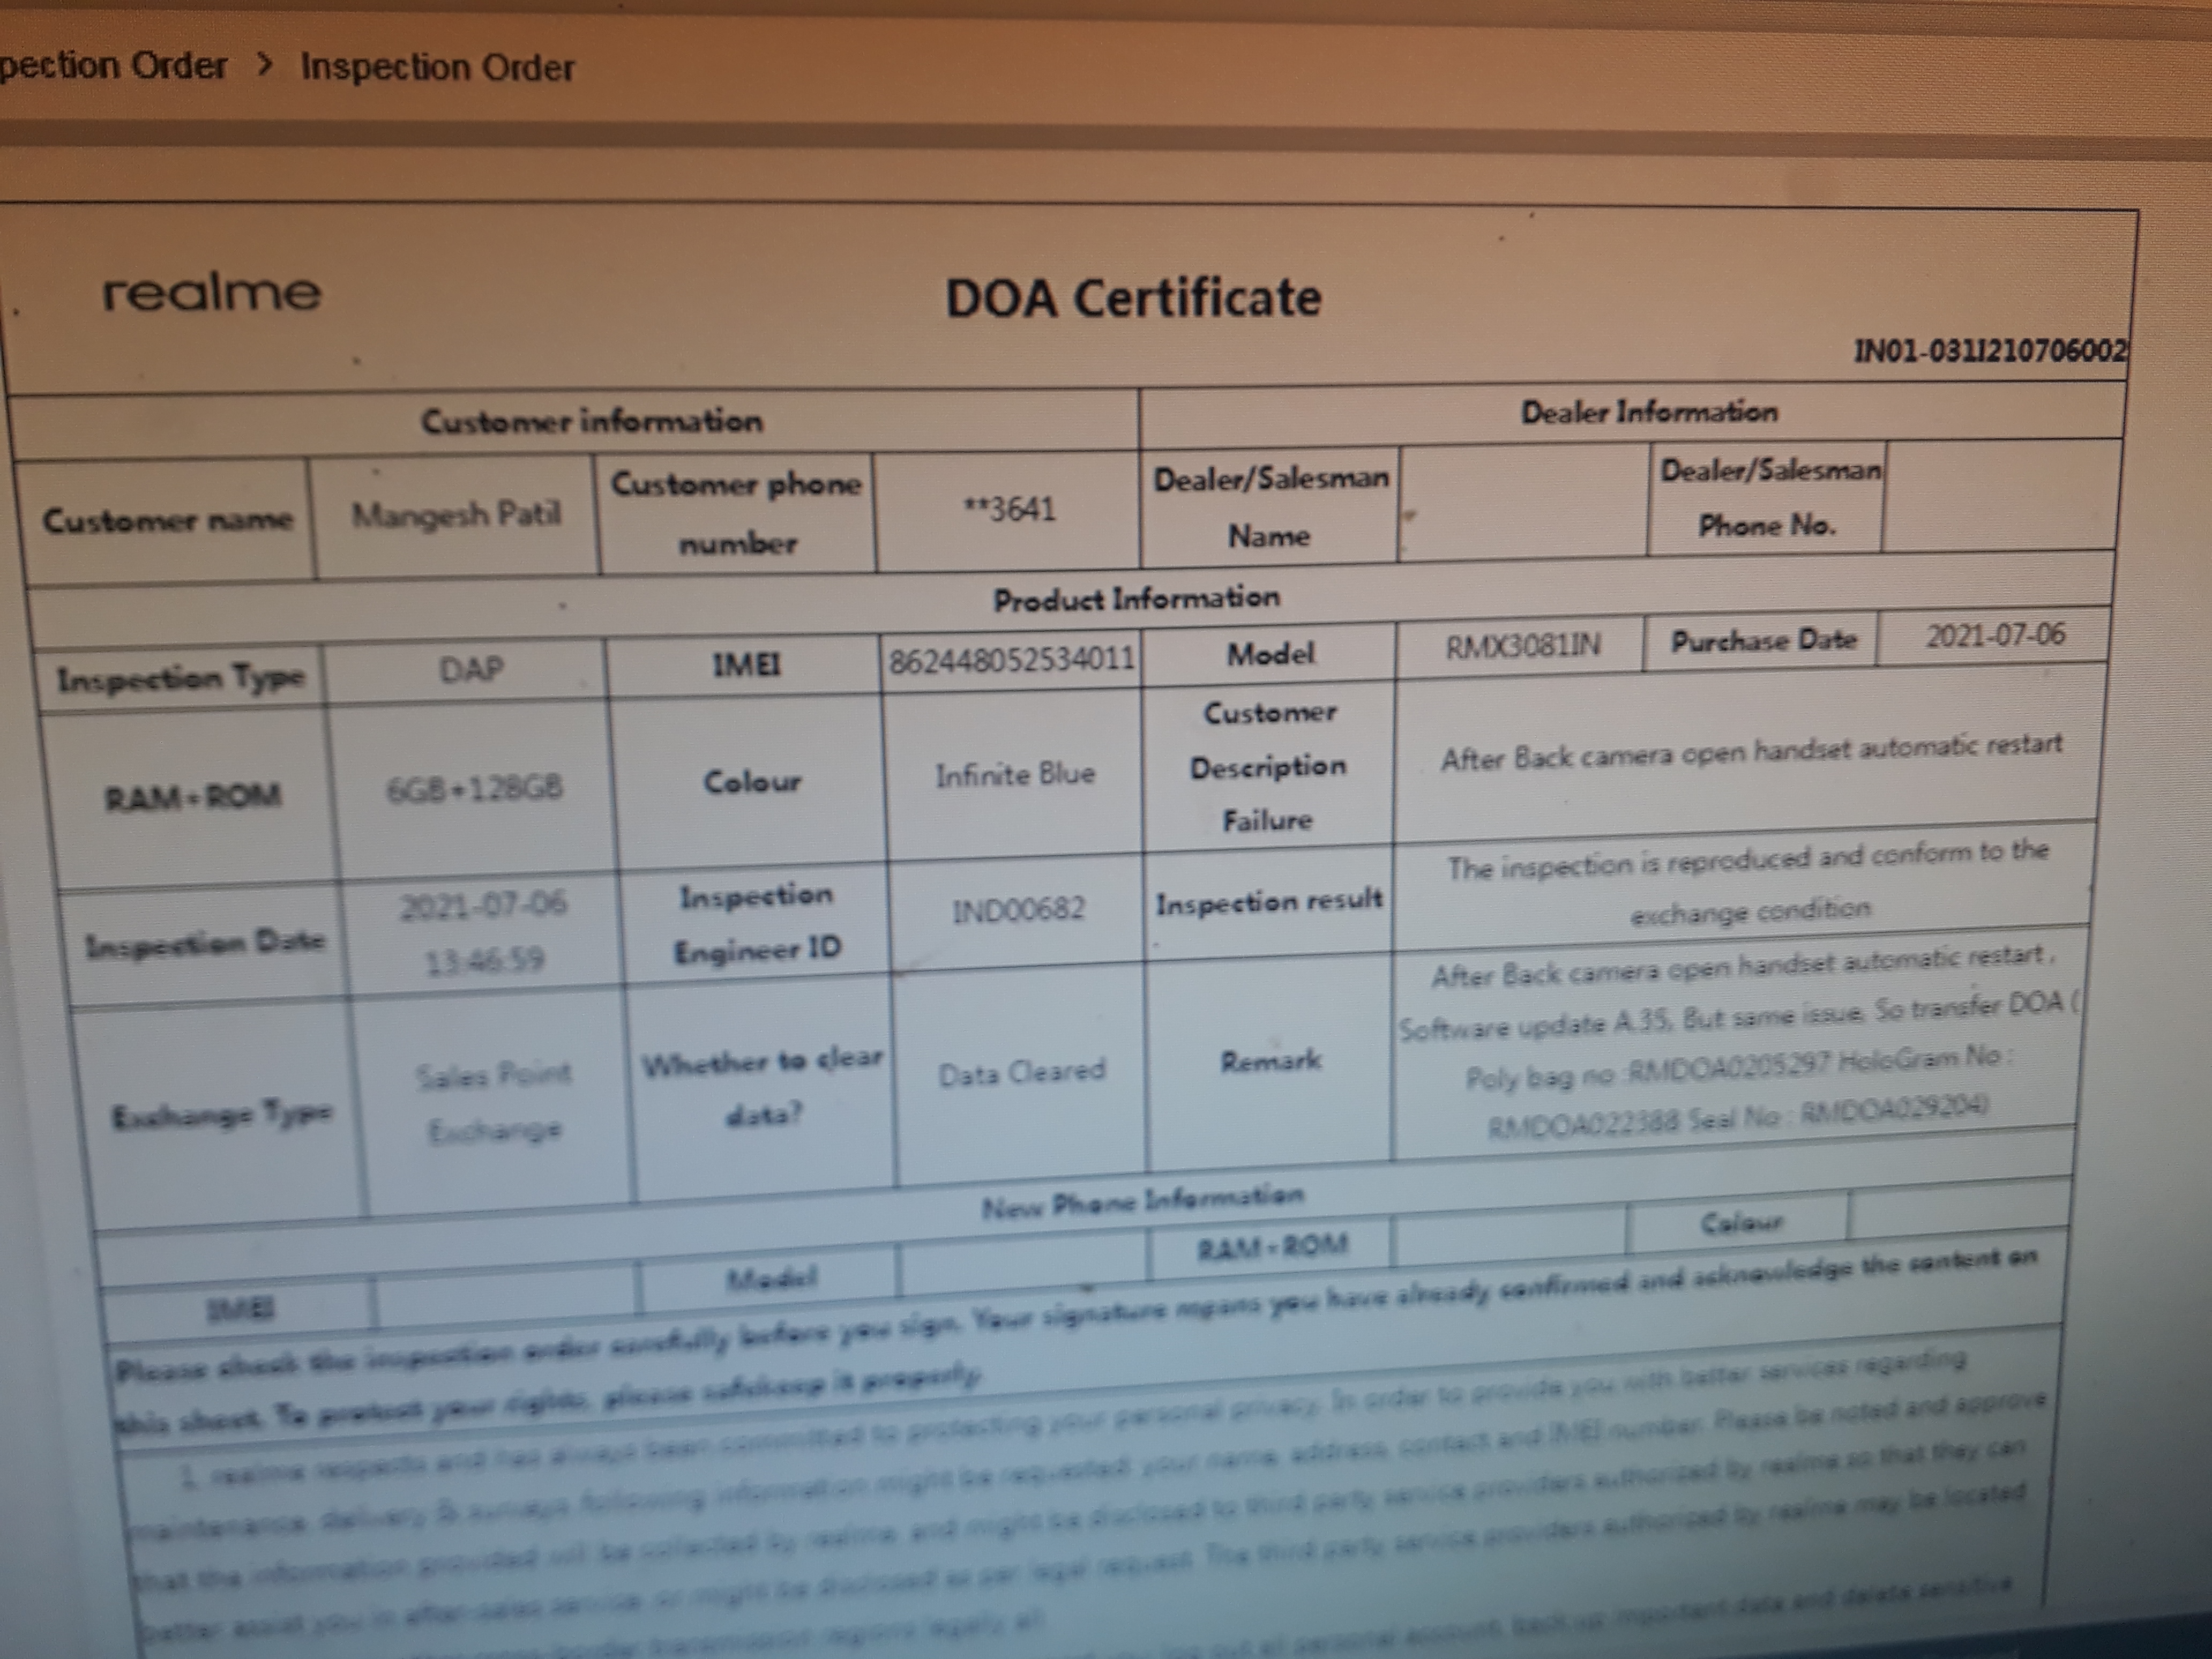 pection Order > Inspection Order
realme
DOA Certificate
IN01-031I210706002
Customer information
Dealer Information
Customer name
Mangesh Patil
Customer phone
number
**3641
Dealer/Salesman
Name
Dealer/Salesman
Phone No.
Product Information
Inspection Type
DAP
IMEI
862448052534011
Model
RMX3081IN
Purchase Date
2021-07-06
RAM+ROM
6GB+128GB
Colour
Infinite Blue
Customer
Description
Failure
After Back camera open handset automatic restart
Inspection Date
2021-07-06
13:46:59
Inspection
Engineer ID
IND00682
Inspection result
The inspection is reproduced and conform to the
exchange condition
Exchange Type
Sales Point
Exchange
Whether to clear
data?
Data Cleared
Remark
After Back camera open handset automatic restart,
Software update A.35, But same issue, So transfer DOA (
Poly bag no :RMDOA0205297 HoloGram No :
RMDOA022388 Seal No : RMDOA029204)
New Phone Information
IMEI
Model
RAM+ROM
Colour
Please check the inspection order carefully before you sign. Your signature means you have already confirmed and acknowledge the content on
this sheet. To protect your rights, please safekeep it properly.
1. realme respects and has always been committed to protecting your personal privacy. In order to provide you with better services regarding
maintenance, delivery & surveys following information might be requested: your name, address, contact and IMEI number. Please be noted and approve
that the information provided will be collected by realme, and might be disclosed to third party service providers authorized by realme so that they can
better assist you in after-sales service, or might be disclosed as per legal request. The third party service providers authorized by realme may be located
transmission regions legally all
all personal account, back up important data and delete sensitive